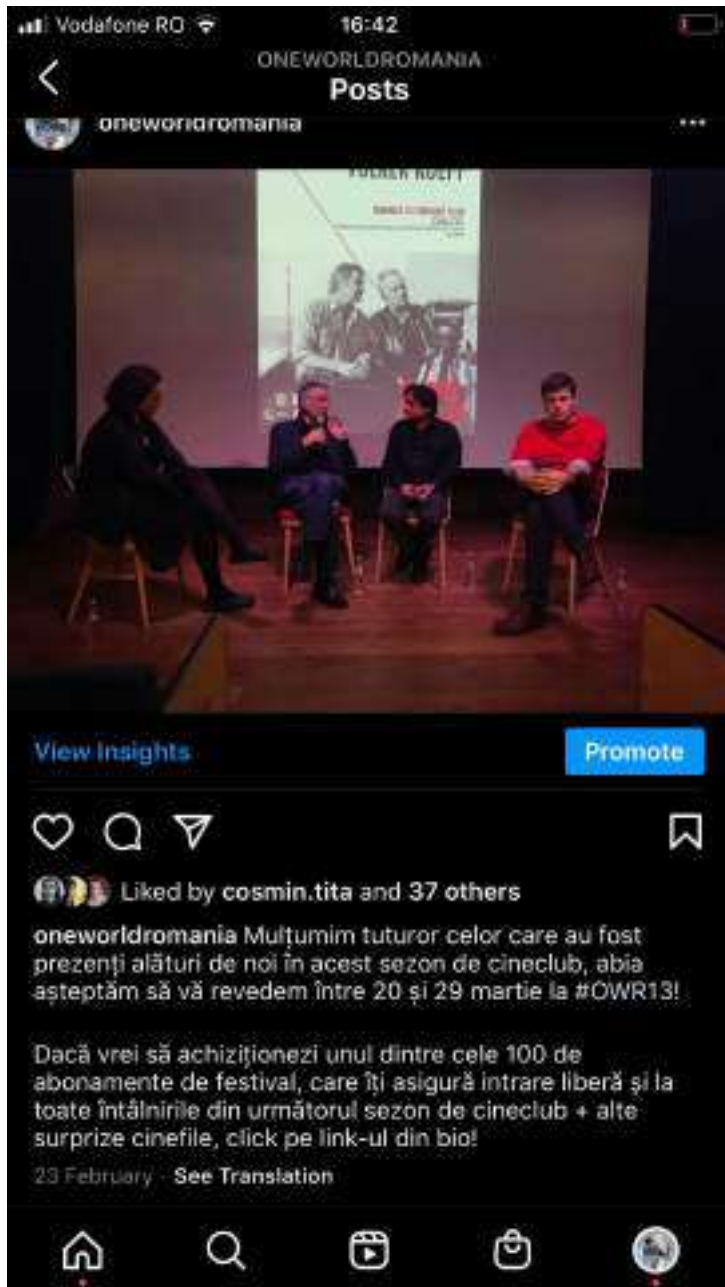 Vodafone RO
16:42
ONEWORLDROMANIA
Posts
oneworldromania
View Insights
Promote
Liked by cosmin.tita and 37 others
oneworldromania Mulțumim tuturor celor care au fost
prezenți alături de noi în acest sezon de cineclub, abia
așteptăm să vă revedem între 20 și 29 martie la #OWR13!
Dacă vrei să achiziționezi unul dintre cele 100 de
abonamente de festival, care îți asigură intrare liberă și la
toate întâlnirile din următorul sezon de cineclub + alte
surprize cinefile, click pe link-ul din bio!
23 February · See Translation